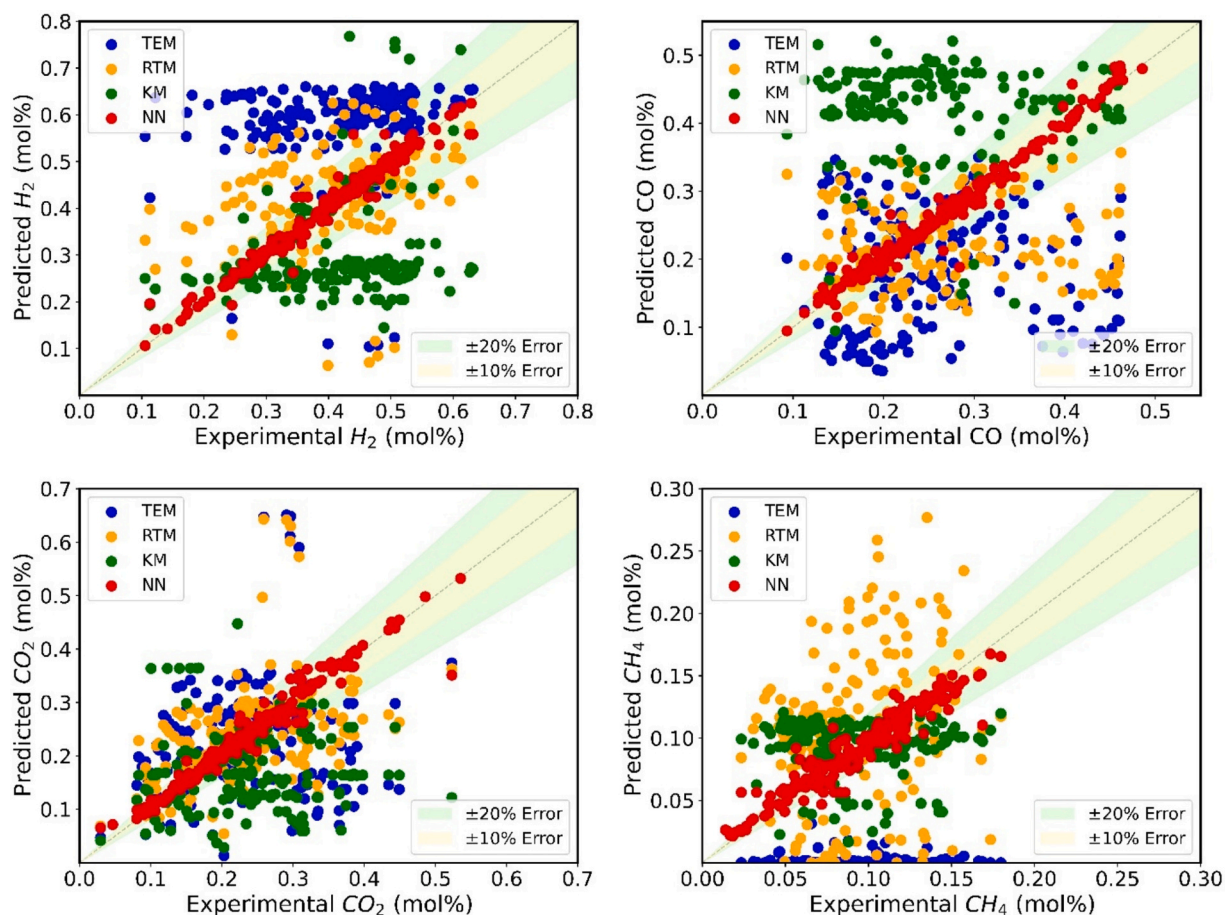 0.8
0.7
0.6
0.5
0.4
0.3
0.2
0.1
Predicted H2 (mol%)
TEM
RTM
KM
NN
±20% Error
±10% Error
0.0 0.1 0.2 0.3 0.4 0.5 0.6 0.7 0.8
Experimental H2 (mol%)
0.5
0.4
0.3
0.2
0.1
Predicted CO (mol%)
TEM
RTM
KM
NN
±20% Error
±10% Error
0.0 0.1 0.2 0.3 0.4 0.5
Experimental CO (mol%)
0.7
0.6
0.5
0.4
0.3
0.2
0.1
Predicted CO2 (mol%)
TEM
RTM
KM
NN
±20% Error
±10% Error
0.0 0.1 0.2 0.3 0.4 0.5 0.6 0.7
Experimental CO2 (mol%)
0.30
0.25
0.20
0.15
0.10
0.05
Predicted CH4 (mol%)
TEM
RTM
KM
NN
±20% Error
±10% Error
0.00 0.05 0.10 0.15 0.20 0.25 0.30
Experimental CH4 (mol%)